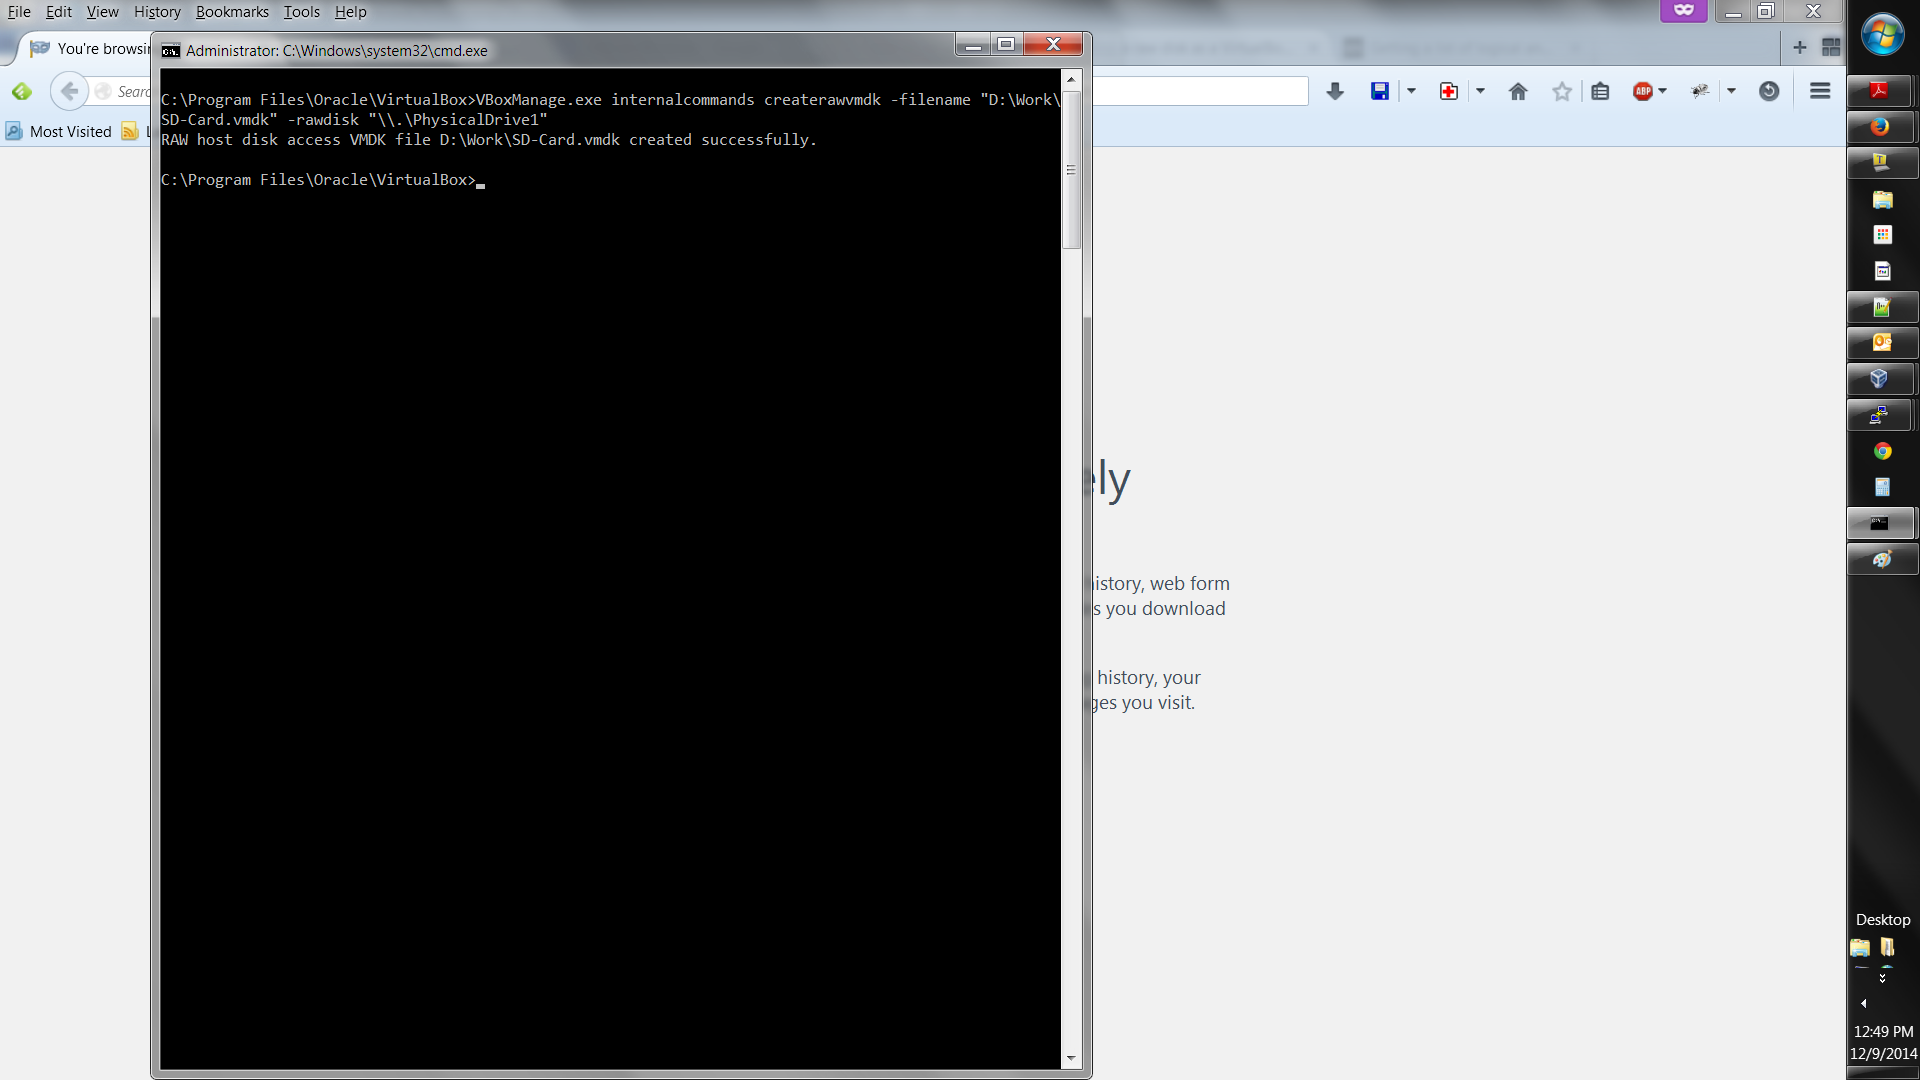 File Edit View History Bookmarks Tools Help
You're browsi
Administrator: C:\Windows\system32\cmd.exe
Searc
Most Visited
C:\Program Files\Oracle\VirtualBox>VBoxManage.exe internalcommands createrawvmdk -filename "D:\Work\
SD-Card.vmdk" -rawdisk "\\.\PhysicalDrive1"
RAW host disk access VMDK file D:\Work\SD-Card.vmdk created successfully.
C:\Program Files\Oracle\VirtualBox>
ABP
ely
istory, web form
s you download
history, your
ges you visit.
Desktop
12:49 PM
12/9/2014